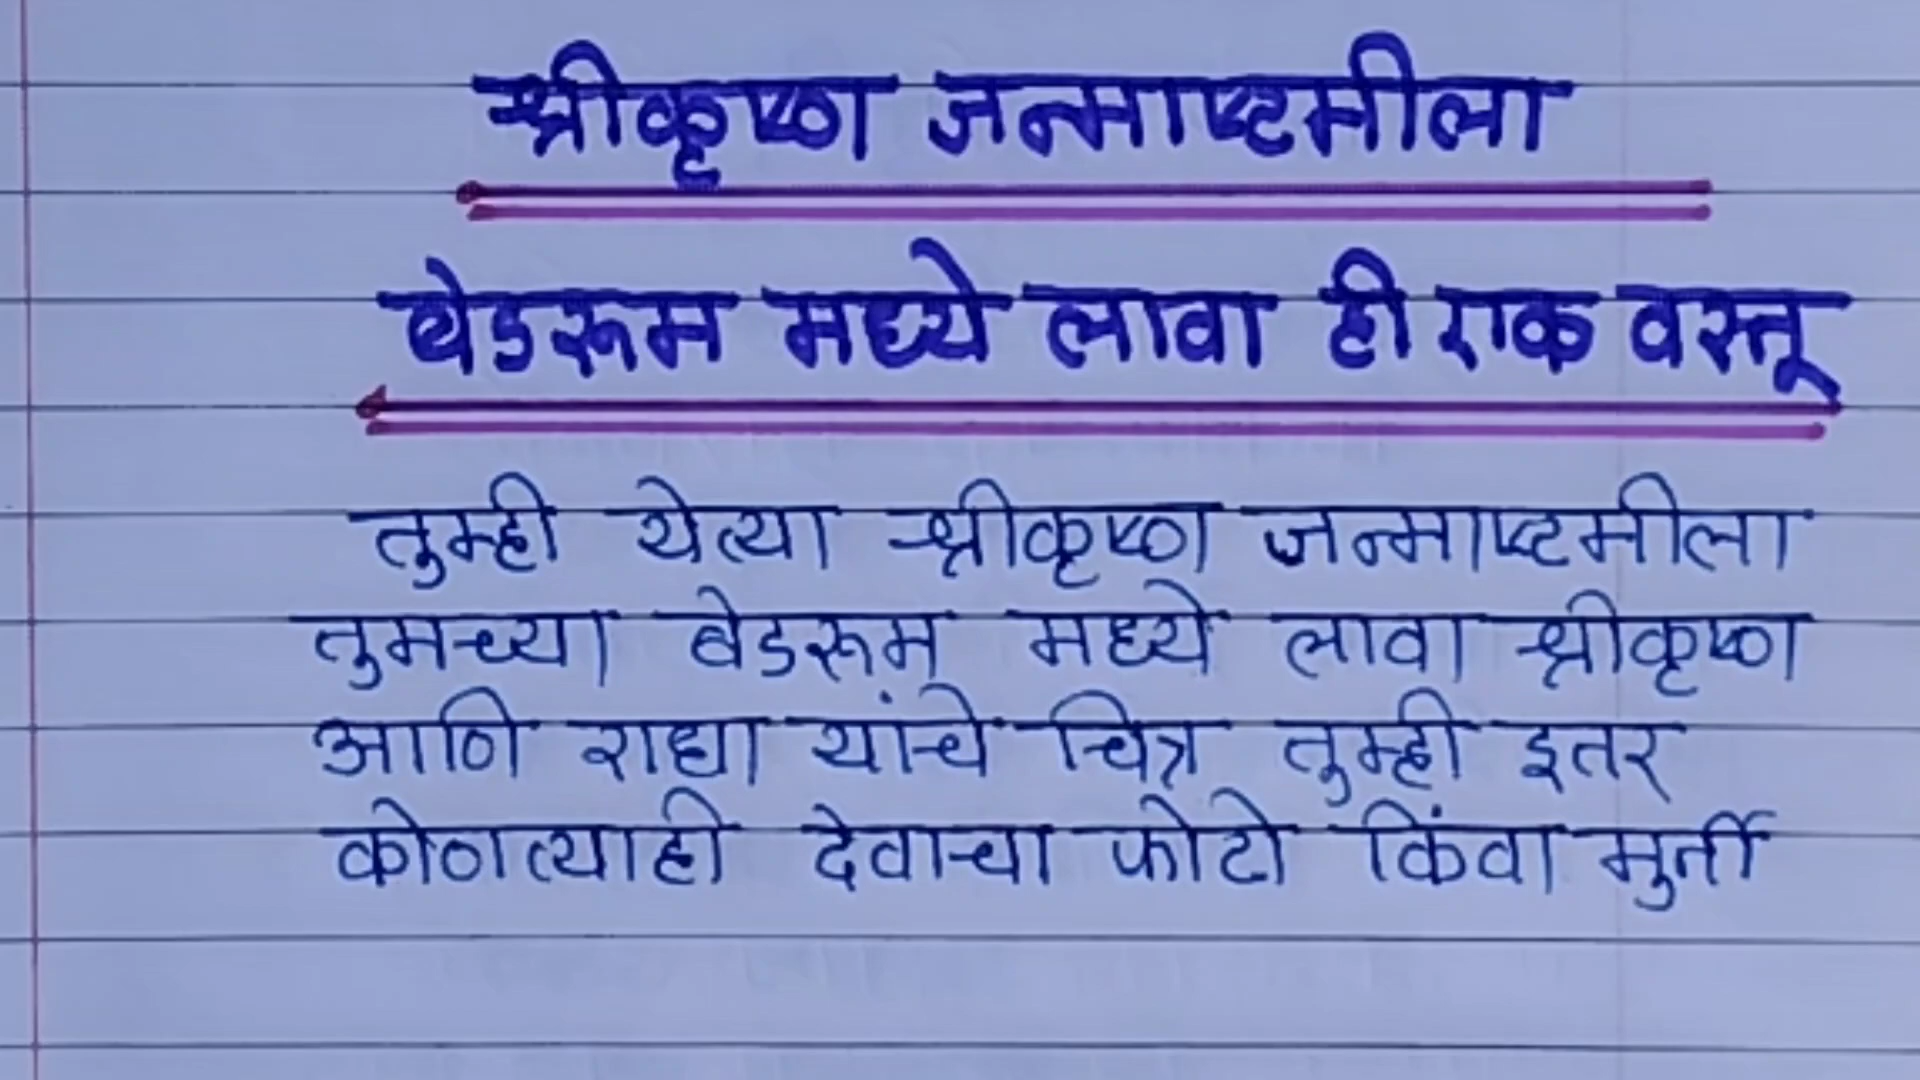 श्रीकृष्ण जन्माष्टमीला
बेडरूम मध्ये लावा ही एक वस्तू
तुम्ही येत्या श्रीकृष्ण जन्माष्टमीला
तुमच्या बेडरूम मध्ये लावा श्रीकृष्ण
आणि राधा यांचे चित्र तुम्ही इतर
कोणत्याही देवाचा फोटो किंवा मुर्ती